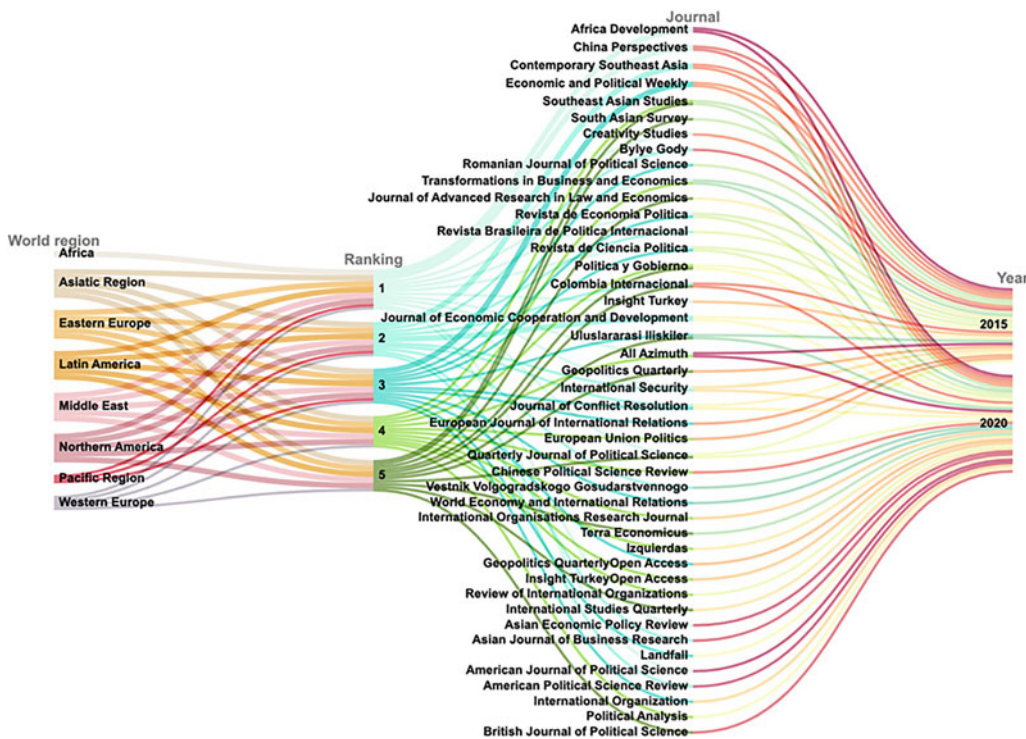 World region
Africa
Asiatic Region
Eastern Europe
Latin America
Middle East
Northern America
Pacific Region
Western Europe
Ranking
1
2
3
4
5
Journal
Africa Development
China Perspectives
Contemporary Southeast Asia
Economic and Political Weekly
Southeast Asian Studies
South Asian Survey
Creativity Studies
Bylye Gody
Romanian Journal of Political Science
Transformations in Business and Economics
Journal of Advanced Research in Law and Economics
Revista de Economia Politica
Revista Brasileira de Politica Internacional
Revista de Ciencia Politica
Politica y Gobierno
Colombia Internacional
Insight Turkey
Journal of Economic Cooperation and Development
Uluslararasi Iliskiler
All Azimuth
Geopolitics Quarterly
International Security
Journal of Conflict Resolution
European Journal of International Relations
European Union Politics
Quarterly Journal of Political Science
Chinese Political Science Review
Vestnik Volgogradskogo Gosudarstvennogo
World Economy and International Relations
International Organisations Research Journal
Terra Economicus
Izquierdas
Geopolitics QuarterlyOpen Access
Insight TurkeyOpen Access
Review of International Organizations
International Studies Quarterly
Asian Economic Policy Review
Asian Journal of Business Research
Landfall
American Journal of Political Science
American Political Science Review
International Organization
Political Analysis
British Journal of Political Science
Year
2015
2020